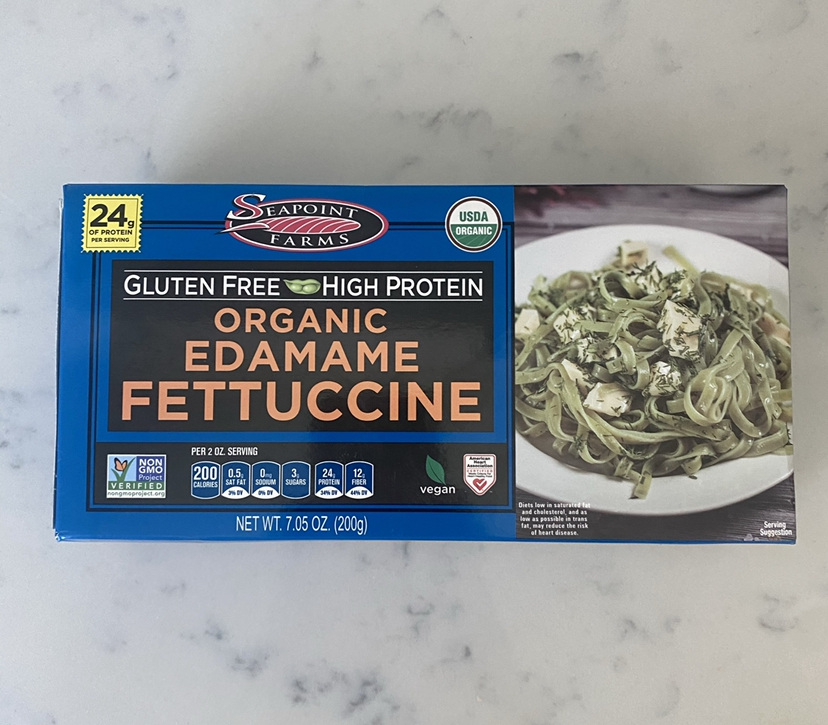 24g
OF PROTEIN
PER SERVING
SEAPOINT
FARMS
USDA
ORGANIC
GLUTEN FREE HIGH PROTEIN
ORGANIC
EDAMAME
FETTUCCINE
NON
GMO
Project
VERIFIED
nongmoproject.org
PER 2 OZ. SERVING
200
CALORIES
0.5g
SAT FAT
3% DV
0mg
SODIUM
0% DV
3g
SUGARS
24g
PROTEIN
34% DV
12g
FIBER
44% DV
vegan
American
Heart
Association
CERTIFIED
NET WT. 7.05 OZ. (200g)
Diets low in saturated fat
and cholesterol, and as
low as possible in trans
fat, may reduce the risk
of heart disease.
Serving
Suggestion